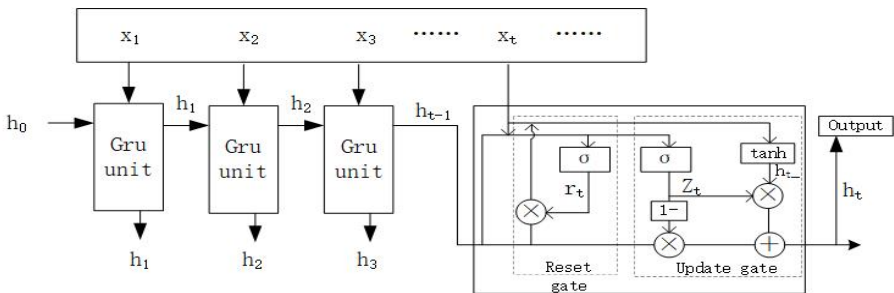 x₁ x₂ x₃ …… xₜ ……
h₀ h₁ h₂ hₜ₋₁
Gru unit
Gru unit
Gru unit
h₁ h₂ h₃
σ σ tanh
rₜ Zₜ hₜ₋
1-
Reset gate
Update gate
Output
hₜ